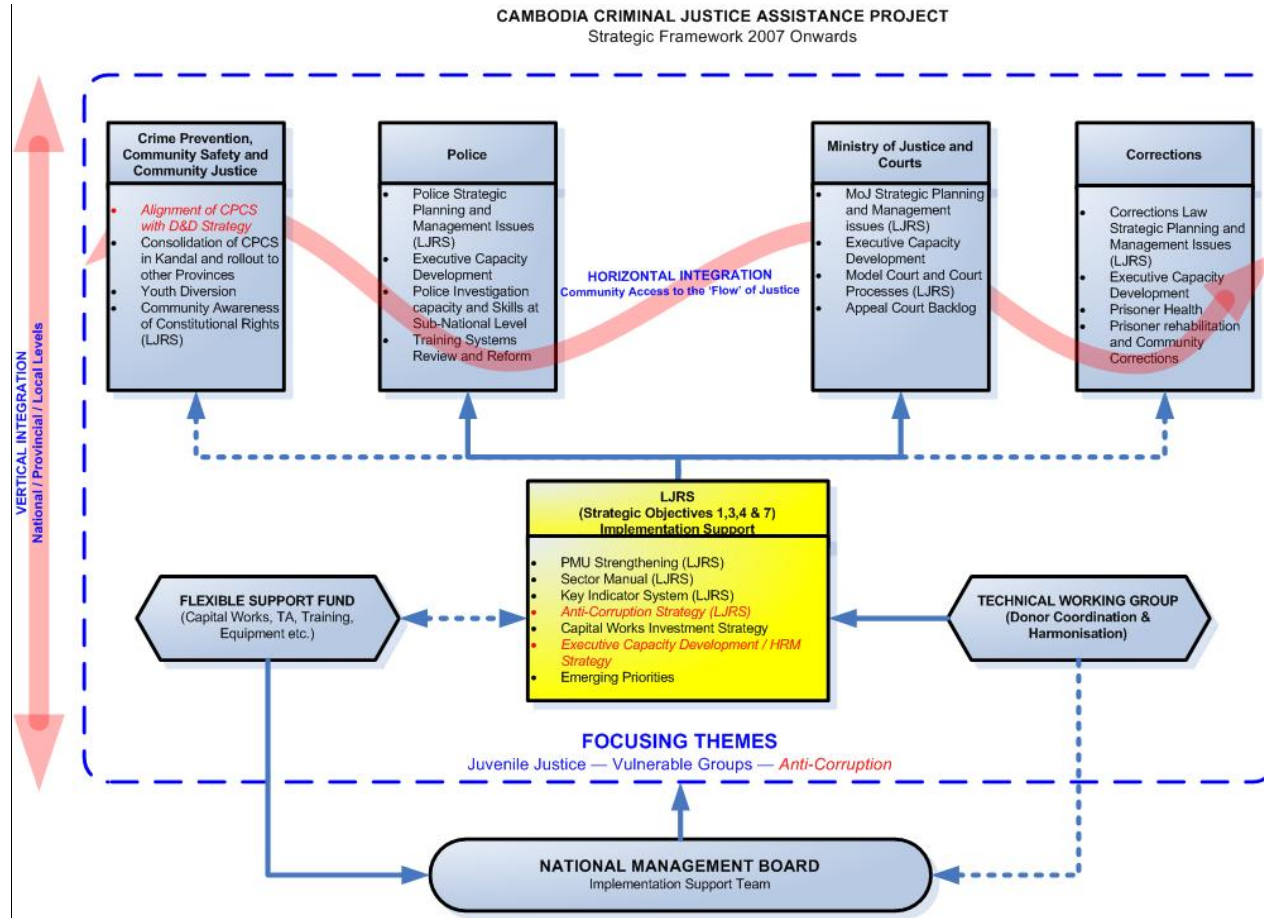 CAMBODIA CRIMINAL JUSTICE ASSISTANCE PROJECT
Strategic Framework 2007 Onwards
VERTICAL INTEGRATION
National / Provincial / Local Levels
Crime Prevention,
Community Safety and
Community Justice
• Alignment of CPCS
with D&D Strategy
• Consolidation of CPCS
in Kandal and rollout to
other Provinces
• Youth Diversion
• Community Awareness
of Constitutional Rights
(LJRS)
Police
• Police Strategic
Planning and
Management Issues
(LJRS)
• Executive Capacity
Development
• Police Investigation
capacity and Skills at
Sub-National Level
• Training Systems
Review and Reform
HORIZONTAL INTEGRATION
Community Access to the ‘Flow’ of Justice
Ministry of Justice and
Courts
• MoJ Strategic Planning
and Management
issues (LJRS)
• Executive Capacity
Development
• Model Court and Court
Processes (LJRS)
• Appeal Court Backlog
Corrections
• Corrections Law
Strategic Planning and
Management Issues
(LJRS)
• Executive Capacity
Development
• Prisoner Health
• Prisoner rehabilitation
and Community
Corrections
LJRS
(Strategic Objectives 1,3,4 & 7)
Implementation Support
• PMU Strengthening (LJRS)
• Sector Manual (LJRS)
• Key Indicator System (LJRS)
• Anti-Corruption Strategy (LJRS)
• Capital Works Investment Strategy
• Executive Capacity Development / HRM
Strategy
• Emerging Priorities
FLEXIBLE SUPPORT FUND
(Capital Works, TA, Training,
Equipment etc.)
TECHNICAL WORKING GROUP
(Donor Coordination &
Harmonisation)
FOCUSING THEMES
Juvenile Justice — Vulnerable Groups — Anti-Corruption
NATIONAL MANAGEMENT BOARD
Implementation Support Team